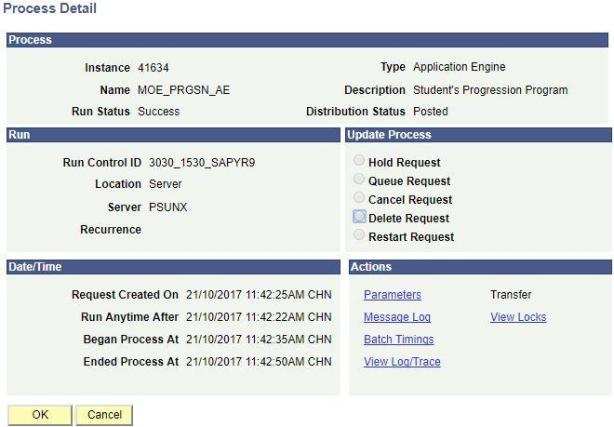 Process Detail
Process
Instance 41634 Type Application Engine
Name MOE_PRGSN_AE Description Student's Progression Program
Run Status Success Distribution Status Posted
Run
Run Control ID 3030_1530_SAPYR9
Location Server
Server PSUNX
Recurrence
Update Process
Hold Request
Queue Request
Cancel Request
Delete Request
Restart Request
Date/Time
Request Created On 21/10/2017 11:42:25AM CHN
Run Anytime After 21/10/2017 11:42:22AM CHN
Began Process At 21/10/2017 11:42:35AM CHN
Ended Process At 21/10/2017 11:42:50AM CHN
Actions
Parameters Transfer
Message Log View Locks
Batch Timings
View Log/Trace
OK Cancel